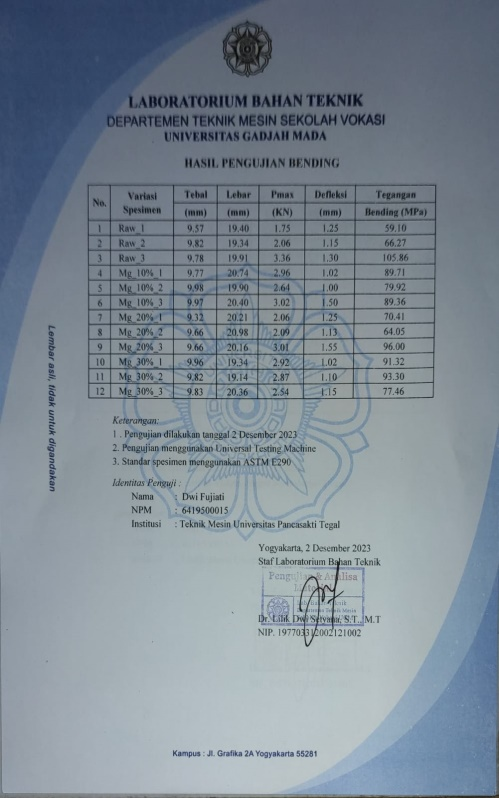 LABORATORIUM BAHAN TEKNIK
DEPARTEMEN TEKNIK MESIN SEKOLAH VOKASI
UNIVERSITAS GADJAH MADA
HASIL PENGUJIAN BENDING
No. Variasi Spesimen Tebal (mm) Lebar (mm) Pmax (KN) Defleksi (mm) Tegangan Bending (MPa)
1 Raw_1 9.57 19.40 1.75 1.25 59.10
2 Raw_2 9.82 19.34 2.06 1.15 66.27
3 Raw_3 9.78 19.91 3.36 1.30 105.86
4 Mg_10%_1 9.77 20.74 2.96 1.02 89.71
5 Mg_10%_2 9.98 19.90 2.64 1.00 79.92
6 Mg_10%_3 9.97 20.40 3.02 1.50 89.36
7 Mg_20%_1 9.32 20.21 2.06 1.25 70.41
8 Mg_20%_2 9.66 20.98 2.09 1.13 64.05
9 Mg_20%_3 9.66 20.16 3.01 1.55 96.00
10 Mg_30%_1 9.96 19.34 2.92 1.02 91.32
11 Mg_30%_2 9.82 19.14 2.87 1.10 93.30
12 Mg_30%_3 9.83 20.36 2.54 1.15 77.46
Lembar asli, tidak untuk digandakan
Keterangan:
1 . Pengujian dilakukan tanggal 2 Desember 2023
2. Pengujian menggunakan Universal Testing Machine
3. Standar spesimen menggunakan ASTM E290
Identitas Penguji :
Nama : Dwi Fujiati
NPM : 6419500015
Institusi : Teknik Mesin Universitas Pancasakti Tegal
Yogyakarta, 2 Desember 2023
Staf Laboratorium Bahan Teknik
Pengujian & Analisa
Dr. Lilik Dwi Setyana, S.T., M.T
NIP. 197703312002121002
Kampus : Jl. Grafika 2A Yogyakarta 55281